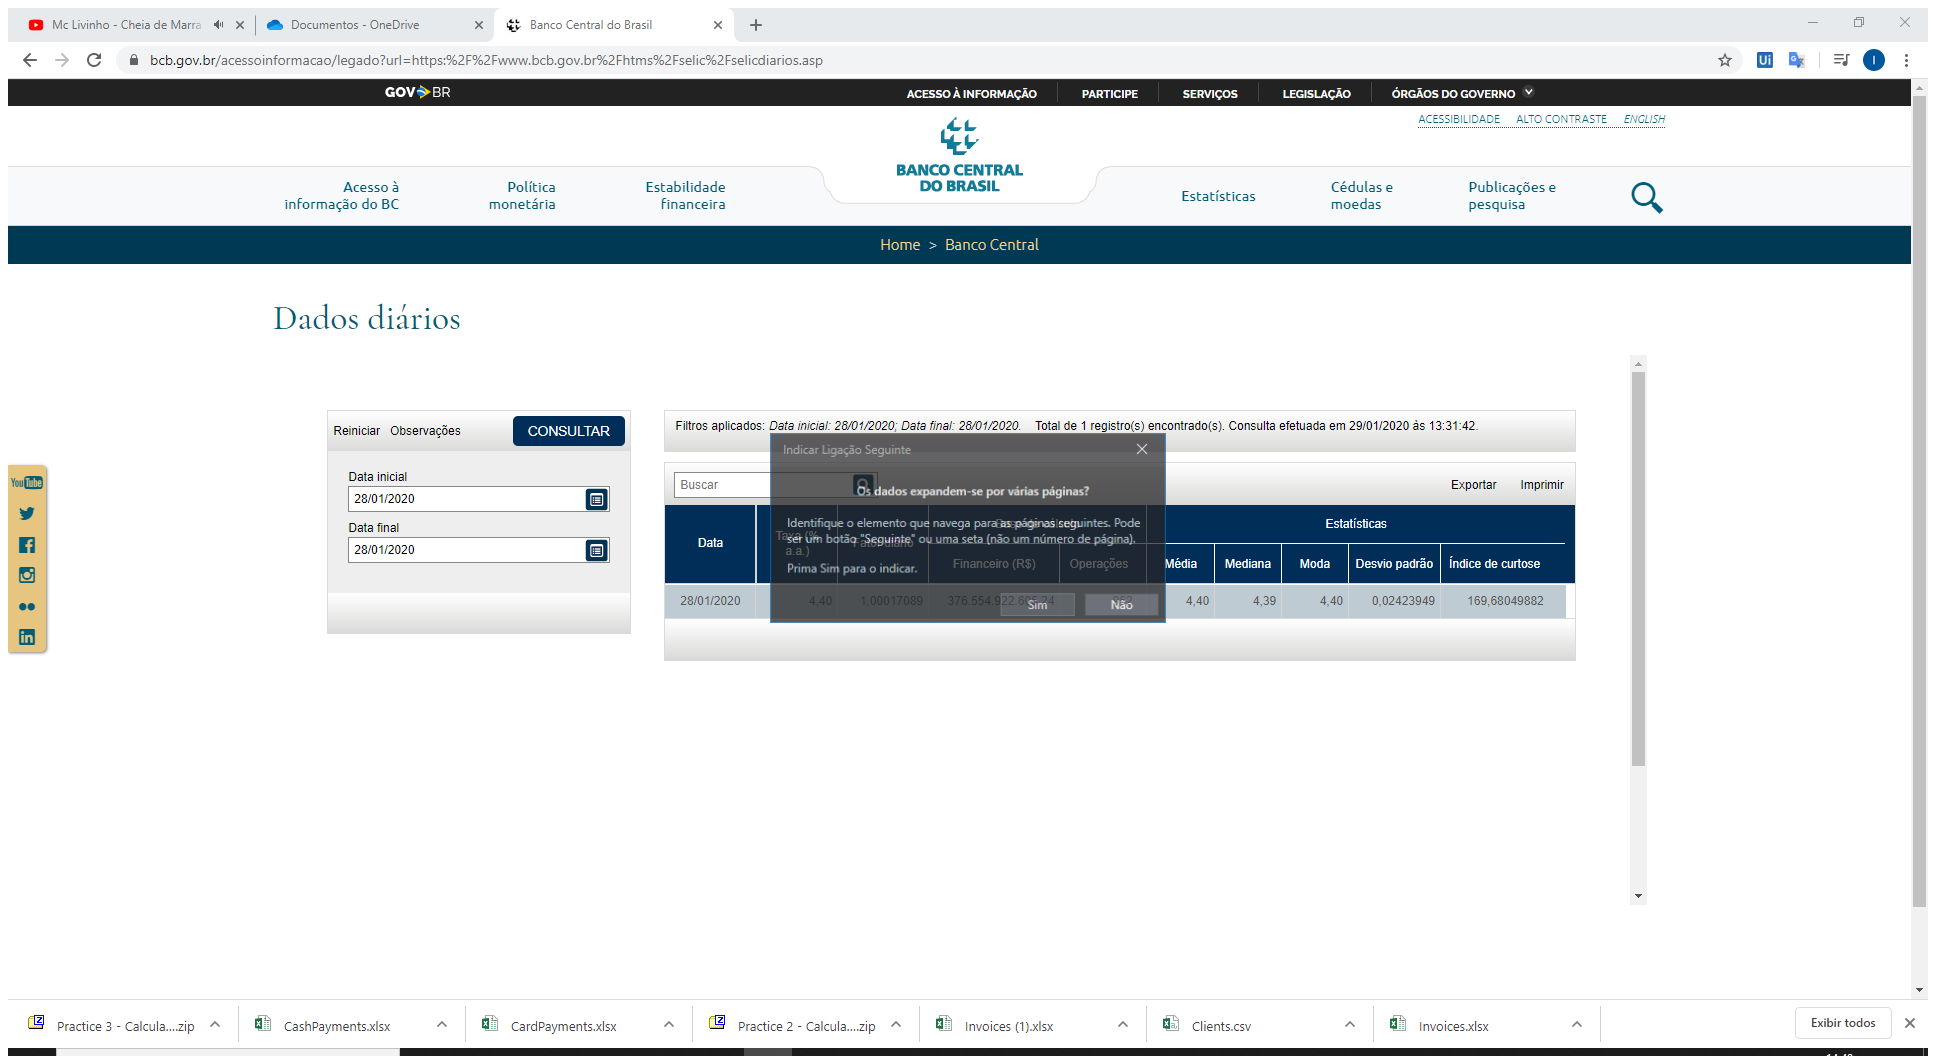 Mc Livinho - Cheia de Marra
Documentos - OneDrive
Banco Central do Brasil
bcb.gov.br/acessoinformacao/legado?url=https:%2F%2Fwww.bcb.gov.br%2Fhtms%2Fselic%2Fselicdiarios.asp
Ui
I
GOV BR
ACESSO À INFORMAÇÃO
PARTICIPE
SERVIÇOS
LEGISLAÇÃO
ÓRGÃOS DO GOVERNO
ACESSIBILIDADE
ALTO CONTRASTE
ENGLISH
BANCO CENTRAL
DO BRASIL
Acesso à
informação do BC
Política
monetária
Estabilidade
financeira
Estatísticas
Cédulas e
moedas
Publicações e
pesquisa
Home > Banco Central
Dados diários
You Tube
Reiniciar Observações CONSULTAR
Data inicial
28/01/2020
Data final
28/01/2020
Filtros aplicados: Data inicial: 28/01/2020; Data final: 28/01/2020. Total de 1 registro(s) encontrado(s). Consulta efetuada em 29/01/2020 às 13:31:42.
Buscar
Exportar Imprimir
Indicar Ligação Seguinte
Os dados expandem-se por várias páginas?
Identifique o elemento que navega para as páginas seguintes. Pode
ser um botão "Seguinte" ou uma seta (não um número de página).
Prima Sim para o indicar.
Sim
Não
Data
Taxa (%
a.a.)
Financeiro (R$)
Operações
Estatísticas
Média
Mediana
Moda
Desvio padrão
Índice de curtose
28/01/2020 4,40 1,00017089 4,40 4,39 4,40 0,02423949 169,68049882
Practice 3 - Calcula....zip
CashPayments.xlsx
CardPayments.xlsx
Practice 2 - Calcula....zip
Invoices (1).xlsx
Clients.csv
Invoices.xlsx
Exibir todos